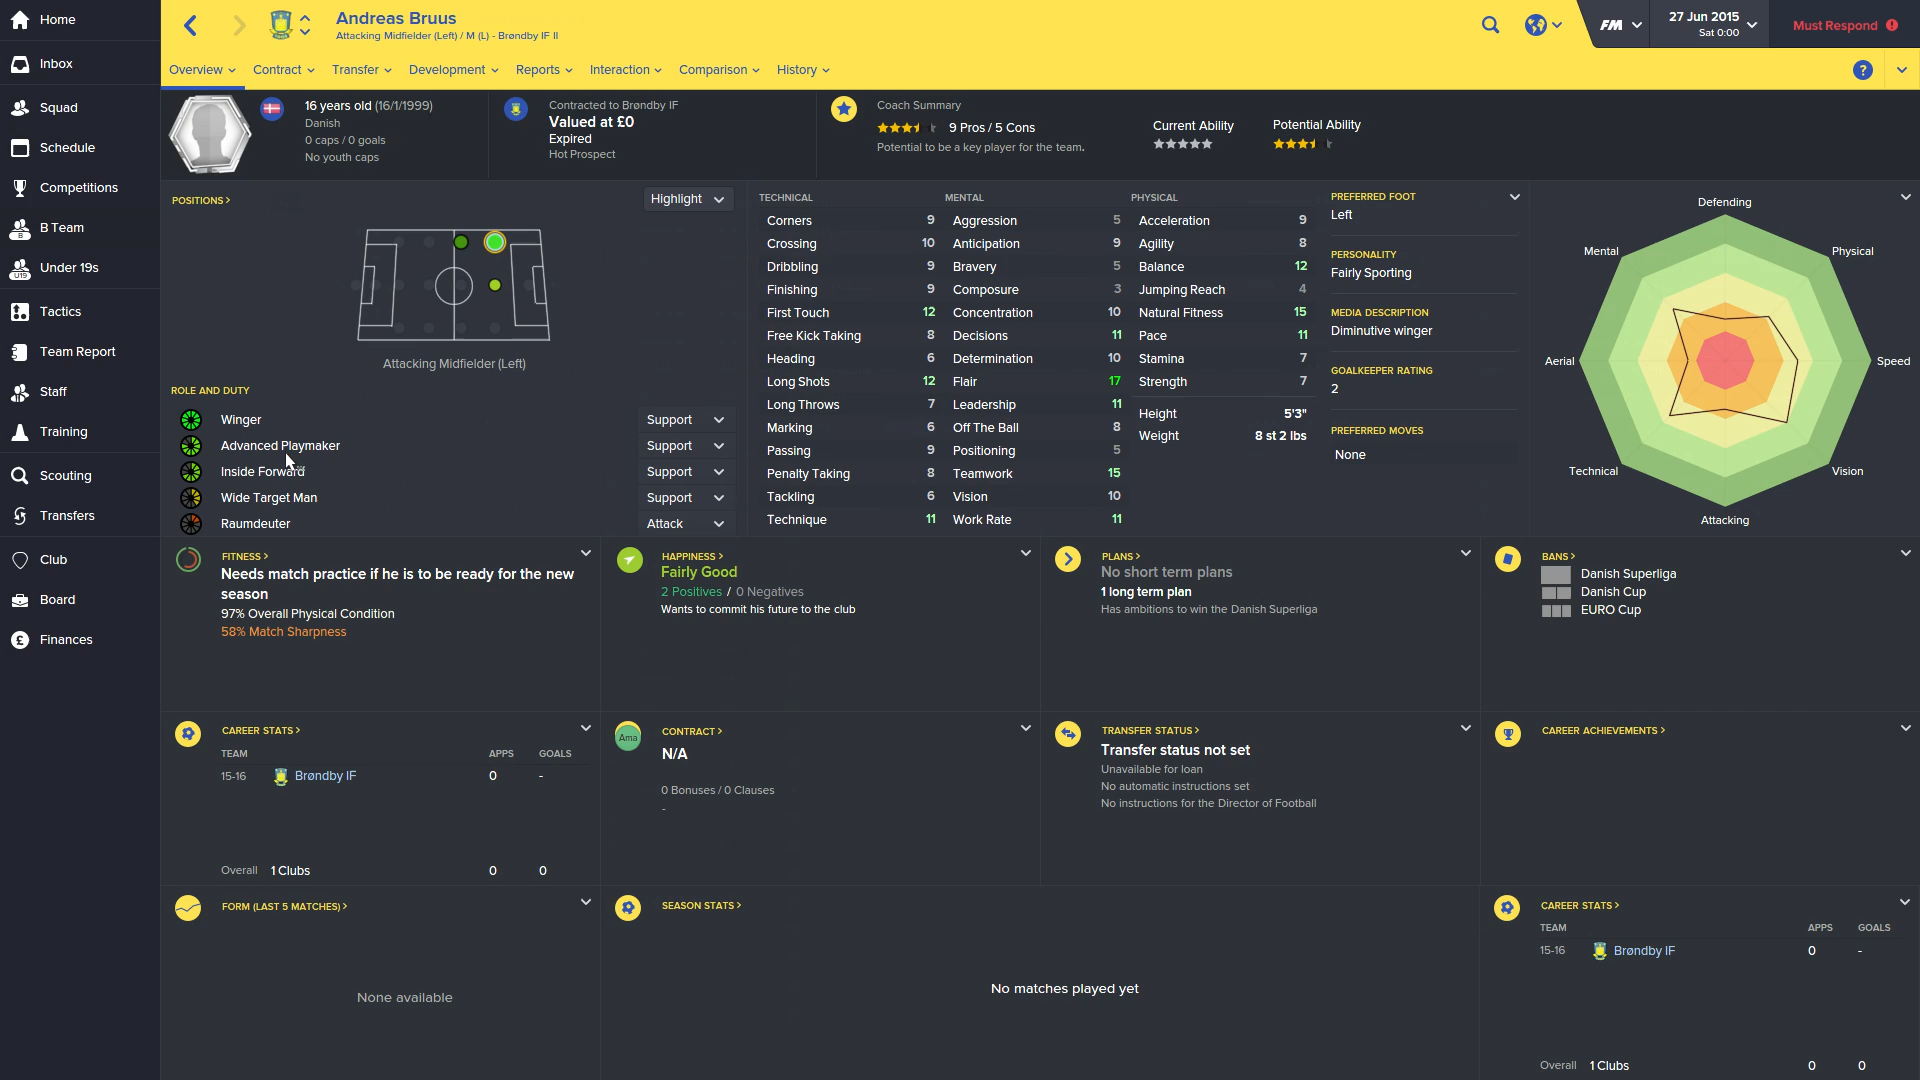 Home
Inbox
Squad
Schedule
Competitions
B Team
Under 19s
Tactics
Team Report
Staff
Training
Scouting
Transfers
Club
Board
Finances
Andreas Bruus
Attacking Midfielder (Left) / M (L) - Brøndby IF II
FM
27 Jun 2015
Sat 0:00
Must Respond
Overview
Contract
Transfer
Development
Reports
Interaction
Comparison
History
?
16 years old (16/1/1999)
Danish
0 caps / 0 goals
No youth caps
Contracted to Brøndby IF
Valued at £0
Expired
Hot Prospect
Coach Summary
9 Pros / 5 Cons
Potential to be a key player for the team.
Current Ability
Potential Ability
POSITIONS >
Highlight
Attacking Midfielder (Left)
ROLE AND DUTY
Winger Support
Advanced Playmaker Support
Inside Forward Support
Wide Target Man Support
Raumdeuter Attack
TECHNICAL
Corners 9
Crossing 10
Dribbling 9
Finishing 9
First Touch 12
Free Kick Taking 8
Heading 6
Long Shots 12
Long Throws 7
Marking 6
Passing 9
Penalty Taking 8
Tackling 6
Technique 11
MENTAL
Aggression 5
Anticipation 9
Bravery 5
Composure 3
Concentration 10
Decisions 11
Determination 10
Flair 17
Leadership 11
Off The Ball 8
Positioning 5
Teamwork 15
Vision 10
Work Rate 11
PHYSICAL
Acceleration 9
Agility 8
Balance 12
Jumping Reach 4
Natural Fitness 15
Pace 11
Stamina 7
Strength 7
Height 5'3"
Weight 8 st 2 lbs
PREFERRED FOOT
Left
PERSONALITY
Fairly Sporting
MEDIA DESCRIPTION
Diminutive winger
GOALKEEPER RATING
2
PREFERRED MOVES
None
Defending
Mental
Physical
Aerial
Speed
Technical
Vision
Attacking
FITNESS >
Needs match practice if he is to be ready for the new
season
97% Overall Physical Condition
58% Match Sharpness
HAPPINESS >
Fairly Good
2 Positives / 0 Negatives
Wants to commit his future to the club
PLANS >
No short term plans
1 long term plan
Has ambitions to win the Danish Superliga
BANS >
Danish Superliga
Danish Cup
EURO Cup
CAREER STATS >
TEAM APPS GOALS
15-16 Brøndby IF 0 -
Overall 1 Clubs 0 0
Ama
CONTRACT >
N/A
0 Bonuses / 0 Clauses
-
TRANSFER STATUS >
Transfer status not set
Unavailable for loan
No automatic instructions set
No instructions for the Director of Football
CAREER ACHIEVEMENTS >
FORM (LAST 5 MATCHES) >
None available
SEASON STATS >
No matches played yet
CAREER STATS >
TEAM APPS GOALS
15-16 Brøndby IF 0 -
Overall 1 Clubs 0 0